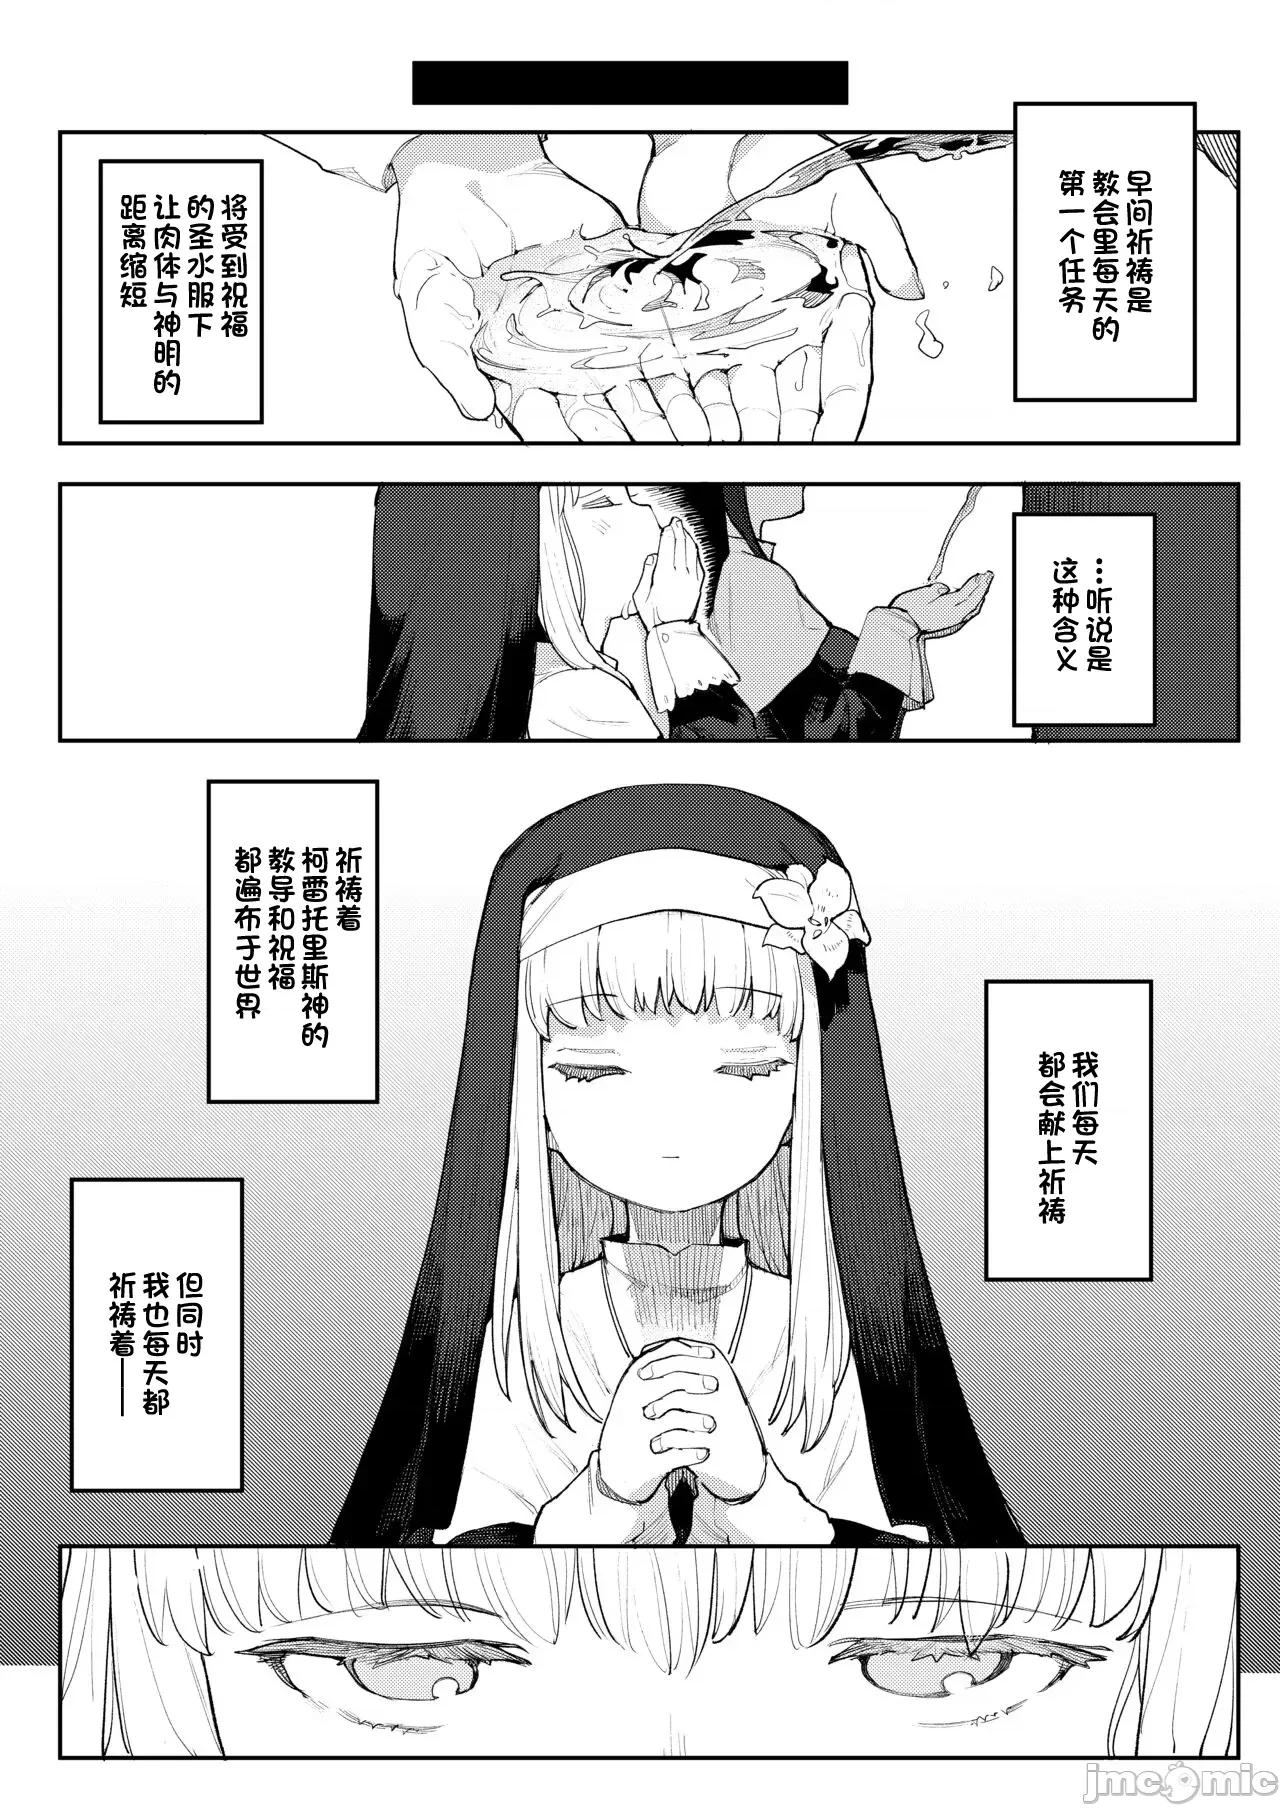 早间祈祷是
教会里每天的
第一个任务
将受到祝福
的圣水服下
让肉体与神明的
距离缩短
…听说是
这种含义
祈祷着
柯雷托里斯神的
教导和祝福
都遍布于世界
我们每天
都会献上祈祷
但同时
我也每天都
祈祷着——
jmcomic